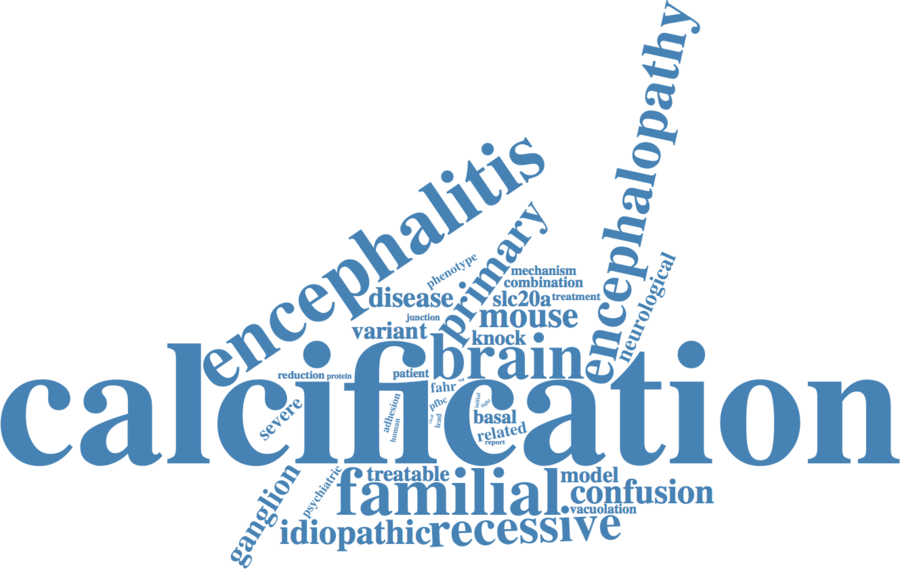 encephalopathy
encephalitis
primary
phenotype
mechanism
combination
neurological
disease
slc20a
treatment
junction
mouse
variant
knock
brain
calcification
reduction
protein
patient
fahr
pfbc
adhesion
human
lead
initial
severe
basal
related
report
treatable
model
familial
confusion
psychiatric
ganglion
vacuolation
idiopathic
recessive